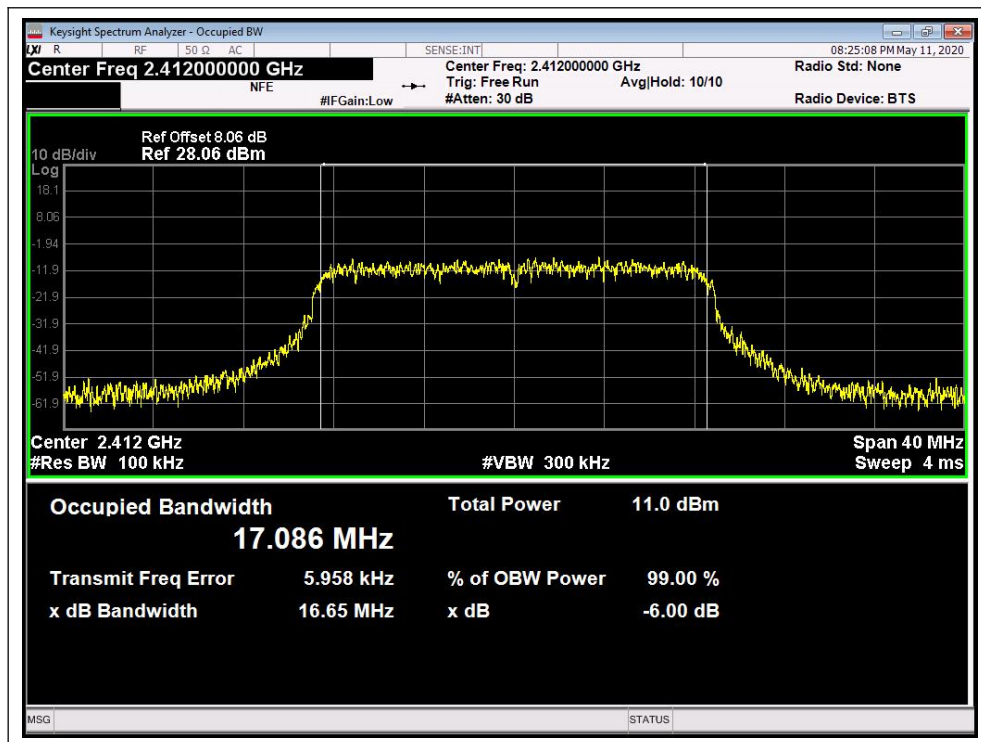 Keysight Spectrum Analyzer - Occupied BW
LXI R RF 50 Ω AC SENSE:INT 08:25:08 PM May 11, 2020
Center Freq 2.412000000 GHz Center Freq: 2.412000000 GHz Radio Std: None
NFE Trig: Free Run Avg|Hold: 10/10
#IFGain:Low #Atten: 30 dB Radio Device: BTS
Ref Offset 8.06 dB
10 dB/div Ref 28.06 dBm
Log
18.1
8.06
-1.94
-11.9
-21.9
-31.9
-41.9
-51.9
-61.9
Center 2.412 GHz Span 40 MHz
#Res BW 100 kHz #VBW 300 kHz Sweep 4 ms
Occupied Bandwidth Total Power 11.0 dBm
17.086 MHz
Transmit Freq Error 5.958 kHz % of OBW Power 99.00 %
x dB Bandwidth 16.65 MHz x dB -6.00 dB
MSG STATUS